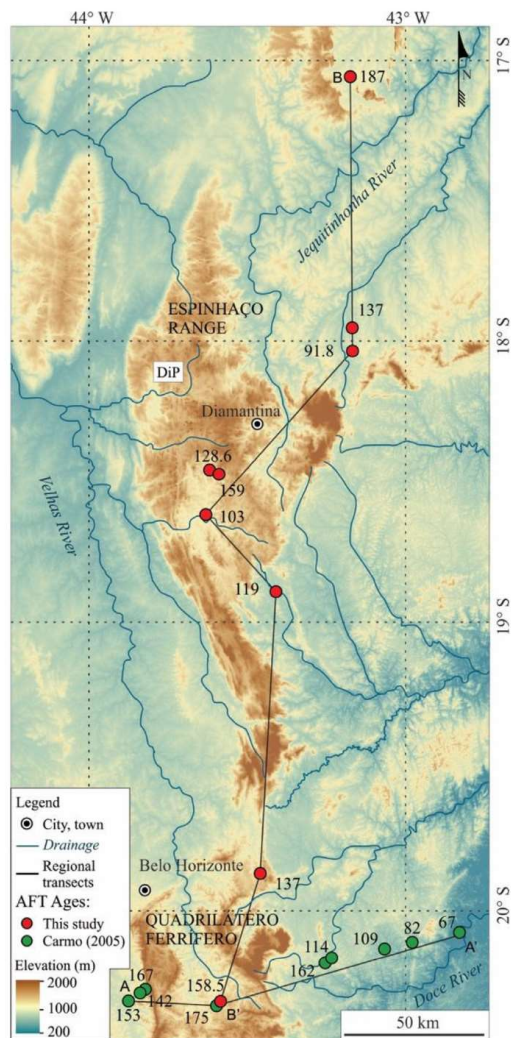 44° W
43° W
17° S
B 187
N
Jequitinhonha River
137
18° S
91.8
ESPINHAÇO
RANGE
DiP
Diamantina
128.6
159
103
Velhas River
119
19° S
Legend
City, town
Drainage
Regional
transects
AFT Ages:
This study
Carmo (2005)
Elevation (m)
2000
1000
200
Belo Horizonte
137
20° S
QUADRILÁTERO
FERRÍFERO
67
82
109
114
162
A'
Doce River
167
A
142
153
158.5
175
B'
50 km